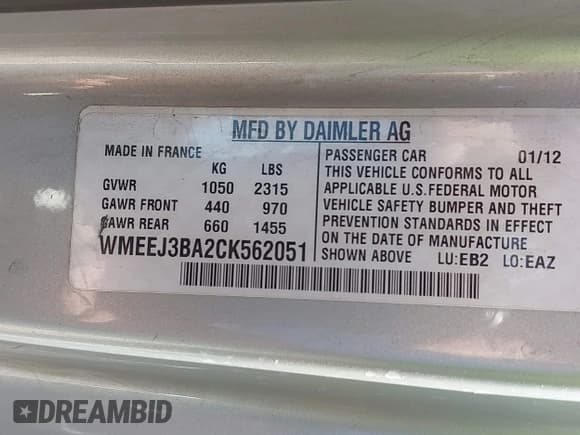 MFD BY DAIMLER AG
MADE IN FRANCE
KG LBS
GVWR 1050 2315
GAWR FRONT 440 970
GAWR REAR 660 1455
WMEEJ3BA2CK562051
PASSENGER CAR 01/12
THIS VEHICLE CONFORMS TO ALL
APPLICABLE U.S. FEDERAL MOTOR
VEHICLE SAFETY BUMPER AND THEFT
PREVENTION STANDARDS IN EFFECT
ON THE DATE OF MANUFACTURE
SHOWN ABOVE LU:EB2 LO:EAZ
DREAMBID